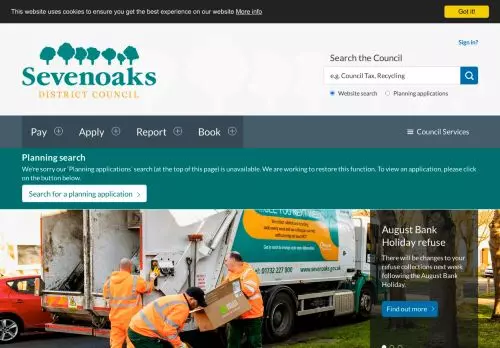 This website uses cookies to ensure you get the best experience on our website More info
Got it!
Sign in?
Sevenoaks
DISTRICT COUNCIL
Search the Council
e.g. Council Tax, Recycling
Website search
Planning applications
Pay
Apply
Report
Book
Council Services
Planning search
We're sorry our 'Planning applications' search (at the top of this page) is unavailable. We are working to restore this function. To view an application, please click
on the button below.
Search for a planning application
August Bank
Holiday refuse
There will be changes to your
refuse collections next week
following the August Bank
Holiday.
Find out more
01732 227 000
www.sevenoaks.gov.uk